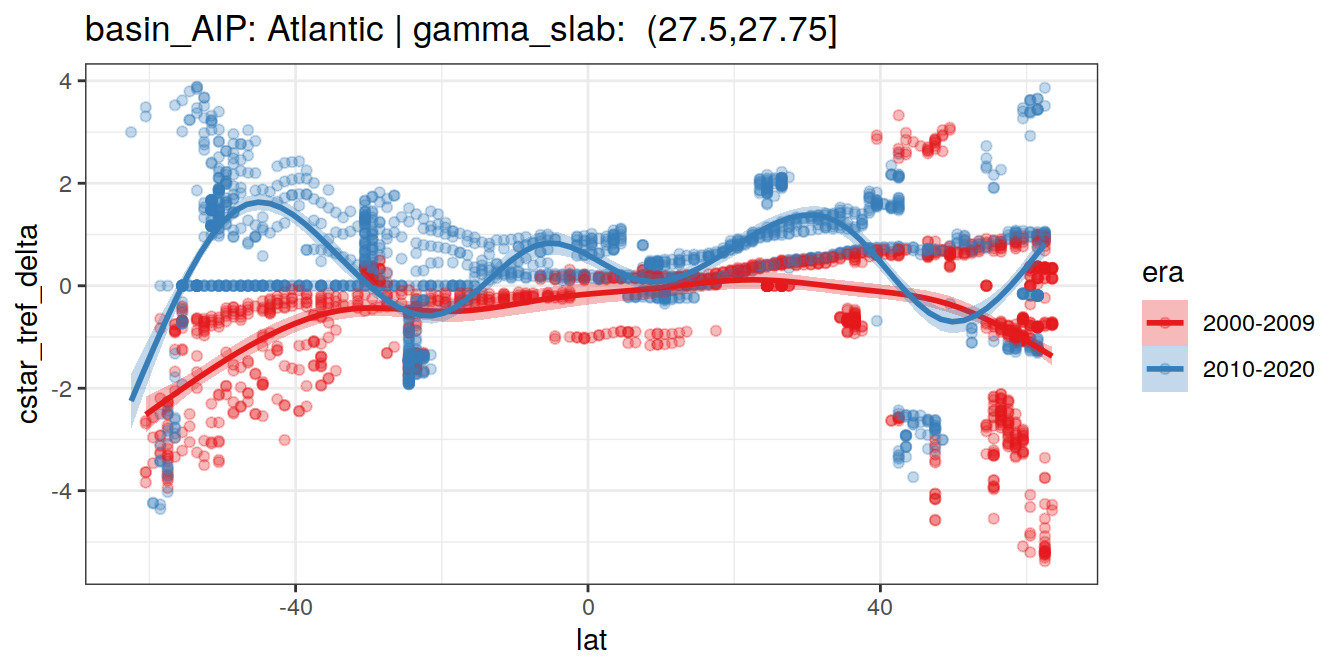 basin_AIP: Atlantic | gamma_slab:  (27.5,27.75]
cstar_tref_delta
4
2
0
-2
-4
-40
0
40
lat
era
2000-2009
2010-2020